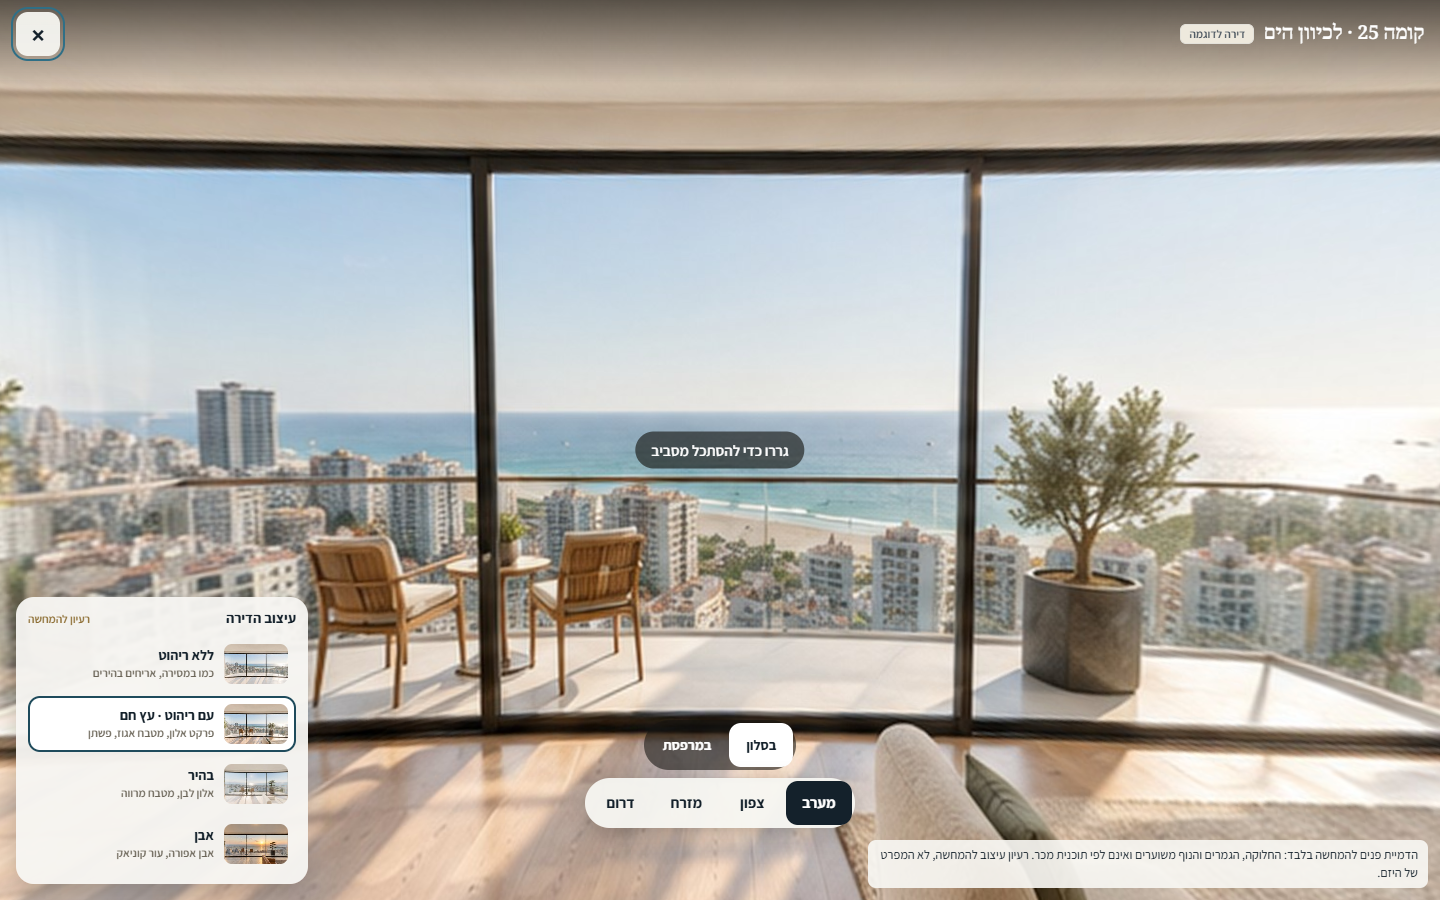 קומה 25 · לכיוון הים
דירה לדוגמה
×
גררו כדי להסתכל מסביב
עיצוב הדירה
רעיון להמחשה
ללא ריהוט
כמו במסירה, אריחים בהירים
עם ריהוט · עץ חם
פרקט אלון, מטבח אגוז, פשתן
בהיר
אלון לבן, מטבח מרווה
אבן
אבן אפורה, עור קוניאק
בסלון
במרפסת
מערב
צפון
מזרח
דרום
הדמיית פנים להמחשה בלבד: החלוקה, הגמרים והנוף משוערים ואינם לפי תוכנית מכר. רעיון עיצוב להמחשה, לא המפרט
של היזם.